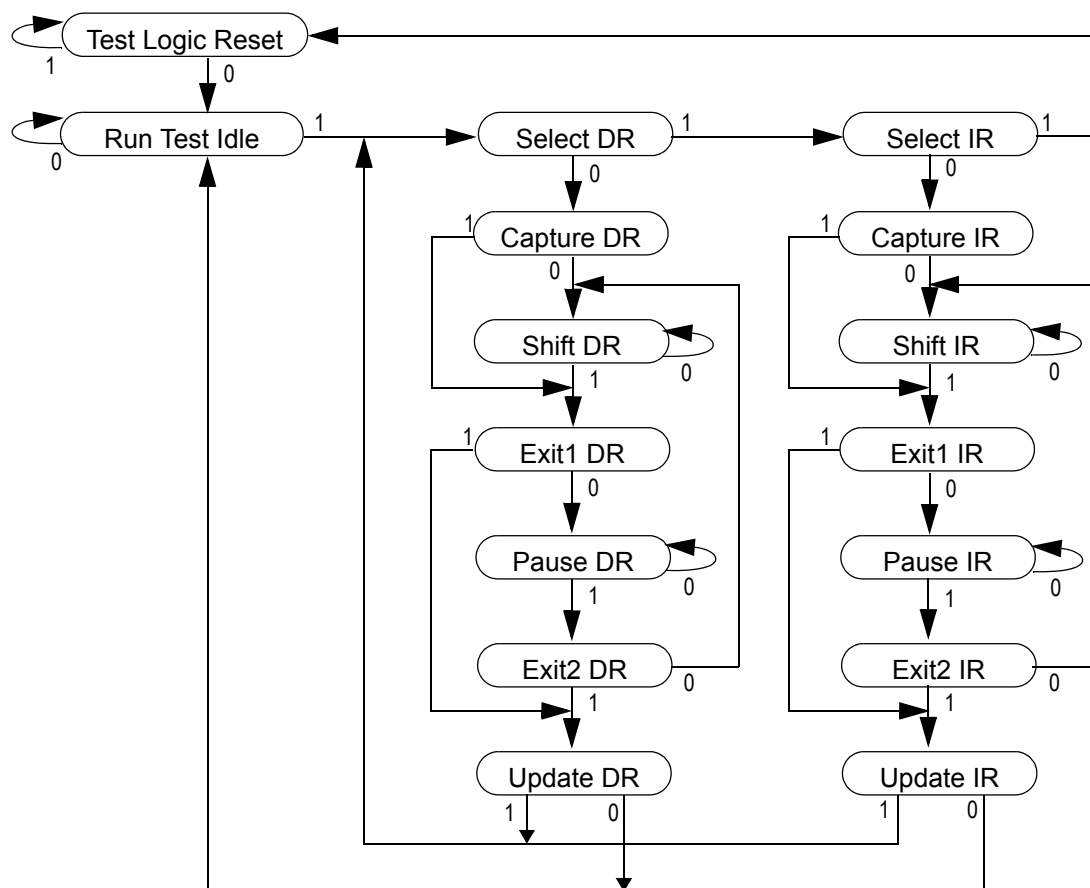 Test Logic Reset
1
0
Run Test Idle
1
Select DR
1
Select IR
1
0
0
0
1
Capture DR
1
Capture IR
0
0
Shift DR
Shift IR
0
0
1
1
1
Exit1 DR
1
Exit1 IR
0
0
Pause DR
Pause IR
0
0
1
1
Exit2 DR
Exit2 IR
0
0
1
1
Update DR
Update IR
1
0
1
0